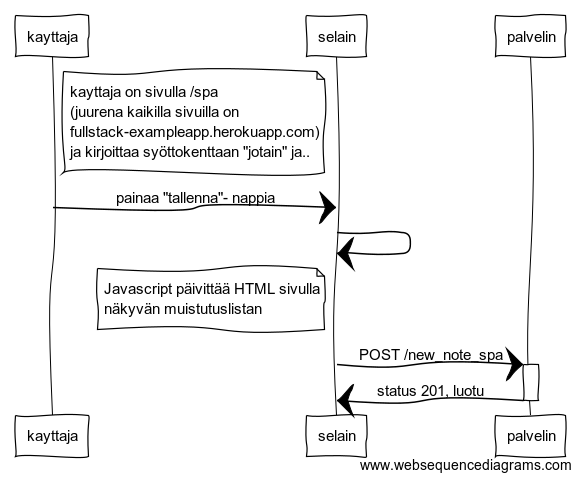 kayttaja
selain
palvelin
kayttaja on sivulla /spa
(juurena kaikilla sivuilla on
fullstack-exampleapp.herokuapp.com)
ja kirjoittaa syöttokenttaan "jotain" ja..
painaa "tallenna"- nappia
Javascript päivittää HTML sivulla
näkyvän muistutuslistan
POST /new_note_spa
status 201, luotu
kayttaja
selain
palvelin
www.websequencediagrams.com